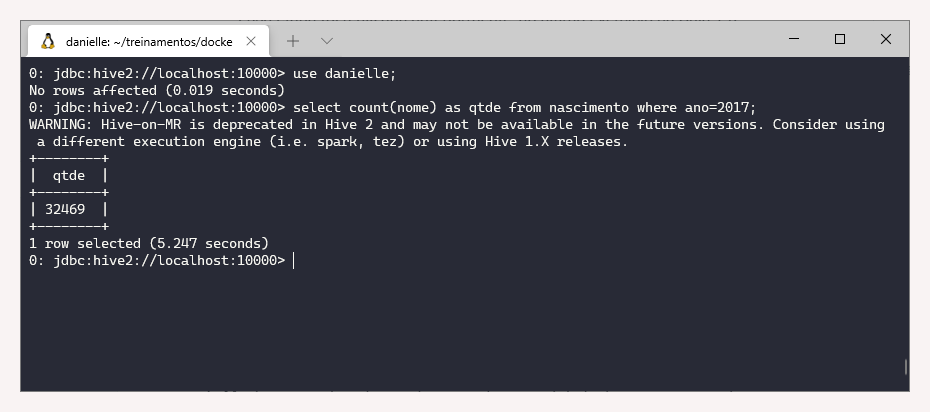 danielle: ~/treinamentos/docke
0: jdbc:hive2://localhost:10000> use danielle;
No rows affected (0.019 seconds)
0: jdbc:hive2://localhost:10000> select count(nome) as qtde from nascimento where ano=2017;
WARNING: Hive-on-MR is deprecated in Hive 2 and may not be available in the future versions. Consider using
a different execution engine (i.e. spark, tez) or using Hive 1.X releases.
+--------+
|  qtde  |
+--------+
| 32469  |
+--------+
1 row selected (5.247 seconds)
0: jdbc:hive2://localhost:10000>